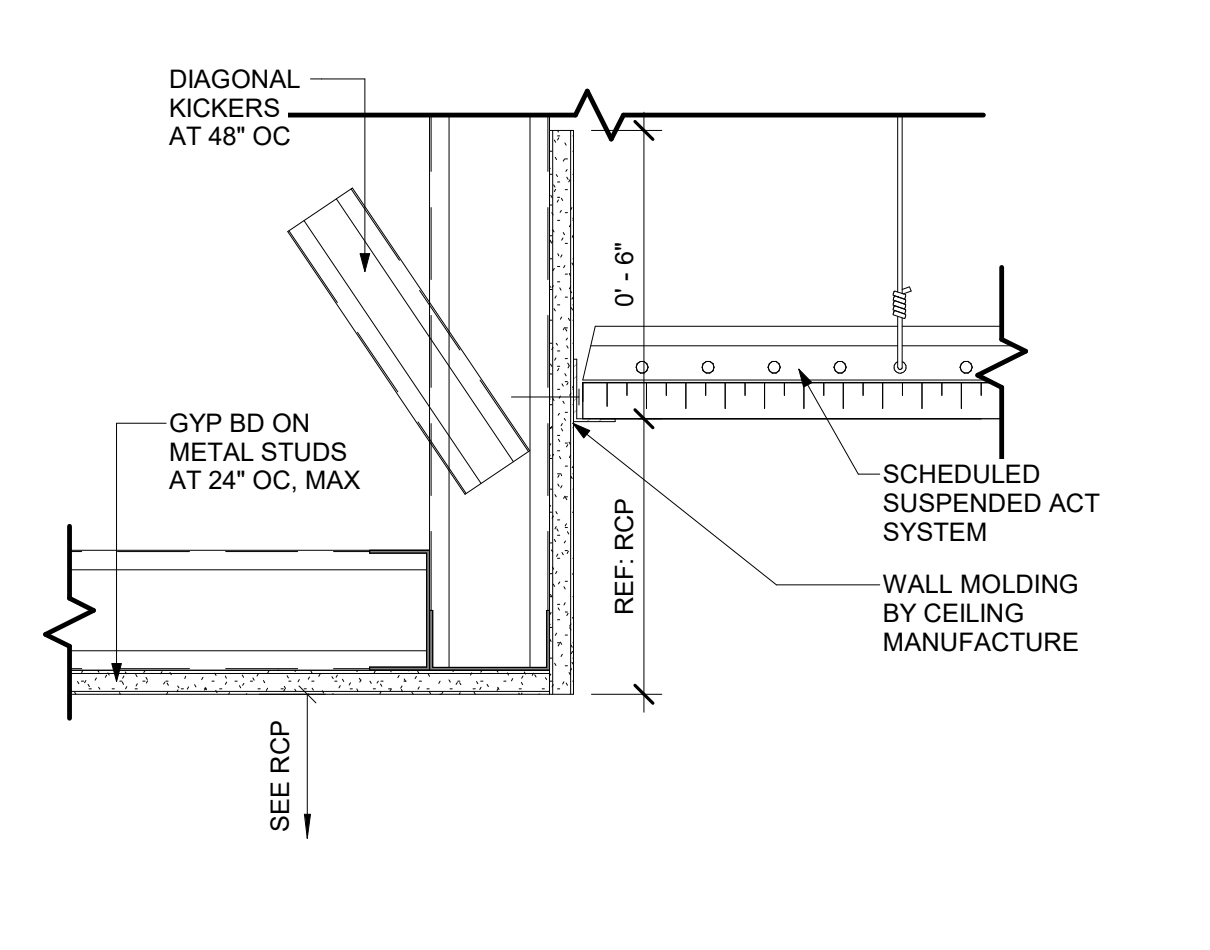 DIAGONAL
KICKERS
AT 48" OC
0' - 6"
GYP BD ON
METAL STUDS
AT 24" OC, MAX
SCHEDULED
SUSPENDED ACT
SYSTEM
REF: RCP
WALL MOLDING
BY CEILING
MANUFACTURE
SEE RCP